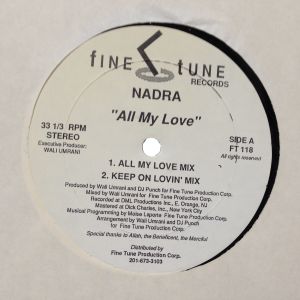 fine tune
RECORDS
NADRA
"All My Love"
33 1/3 RPM
STEREO
SIDE A
FT 118
All rights reserved
Executive Producer:
WALI UMRANI
1. ALL MY LOVE MIX
2. KEEP ON LOVIN' MIX
Produced by Wali Umrani and DJ Punch for Fine Tune Production Corp.
Mixed by Wali Umrani for Fine Tune Production Corp.
Recorded at DML Productions Inc., E. Orange, NJ
Mastered at Dick Charles, Inc., New York City
Musical Programming by Moise Laporte Fine Tune Production Corp.
Arrangement by Wali Umrani and DJ Punch
for Fine Tune Production Corp.
Special thanks to Allah, the Beneficent, the Merciful
Distributed by
Fine Tune Production Corp.
201-673-3103